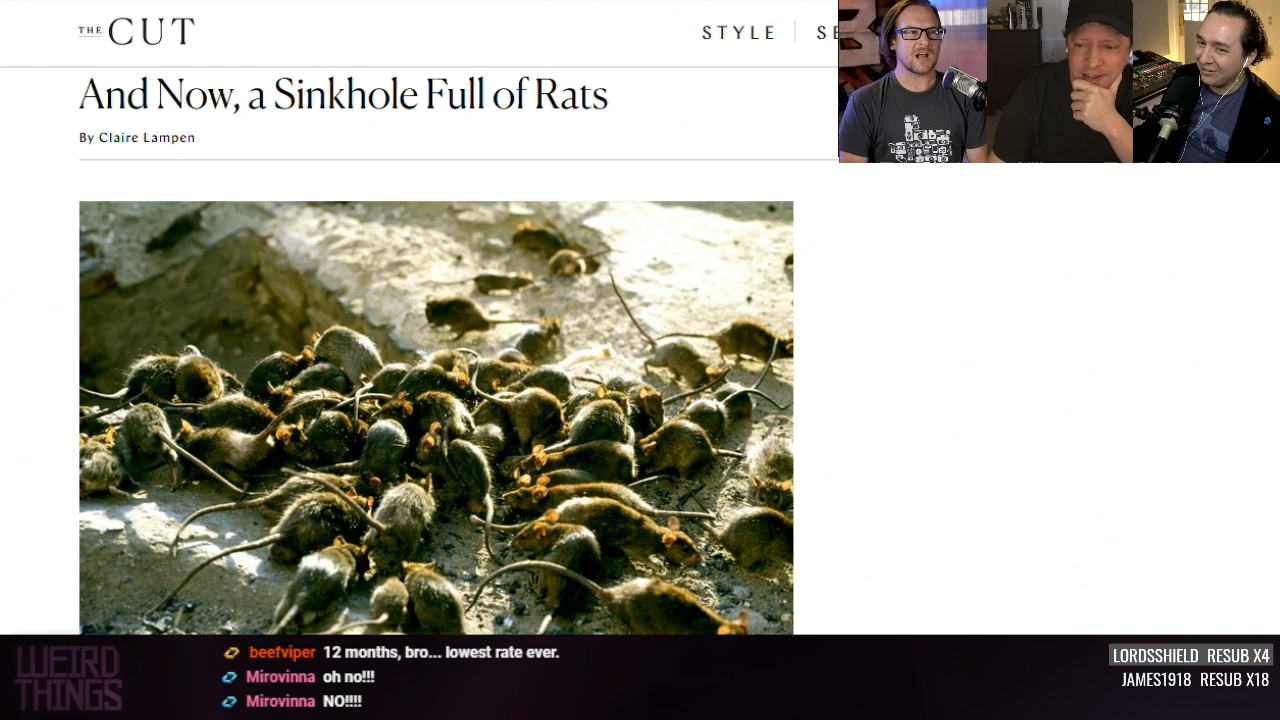 THE CUT
STYLE
SE
And Now, a Sinkhole Full of Rats
By Claire Lampen
WEIRD
THINGS
beefviper 12 months, bro... lowest rate ever.
Mirovinna oh no!!!
Mirovinna NO!!!!
LORDSSHIELD RESUB X4
JAMES1918 RESUB X18